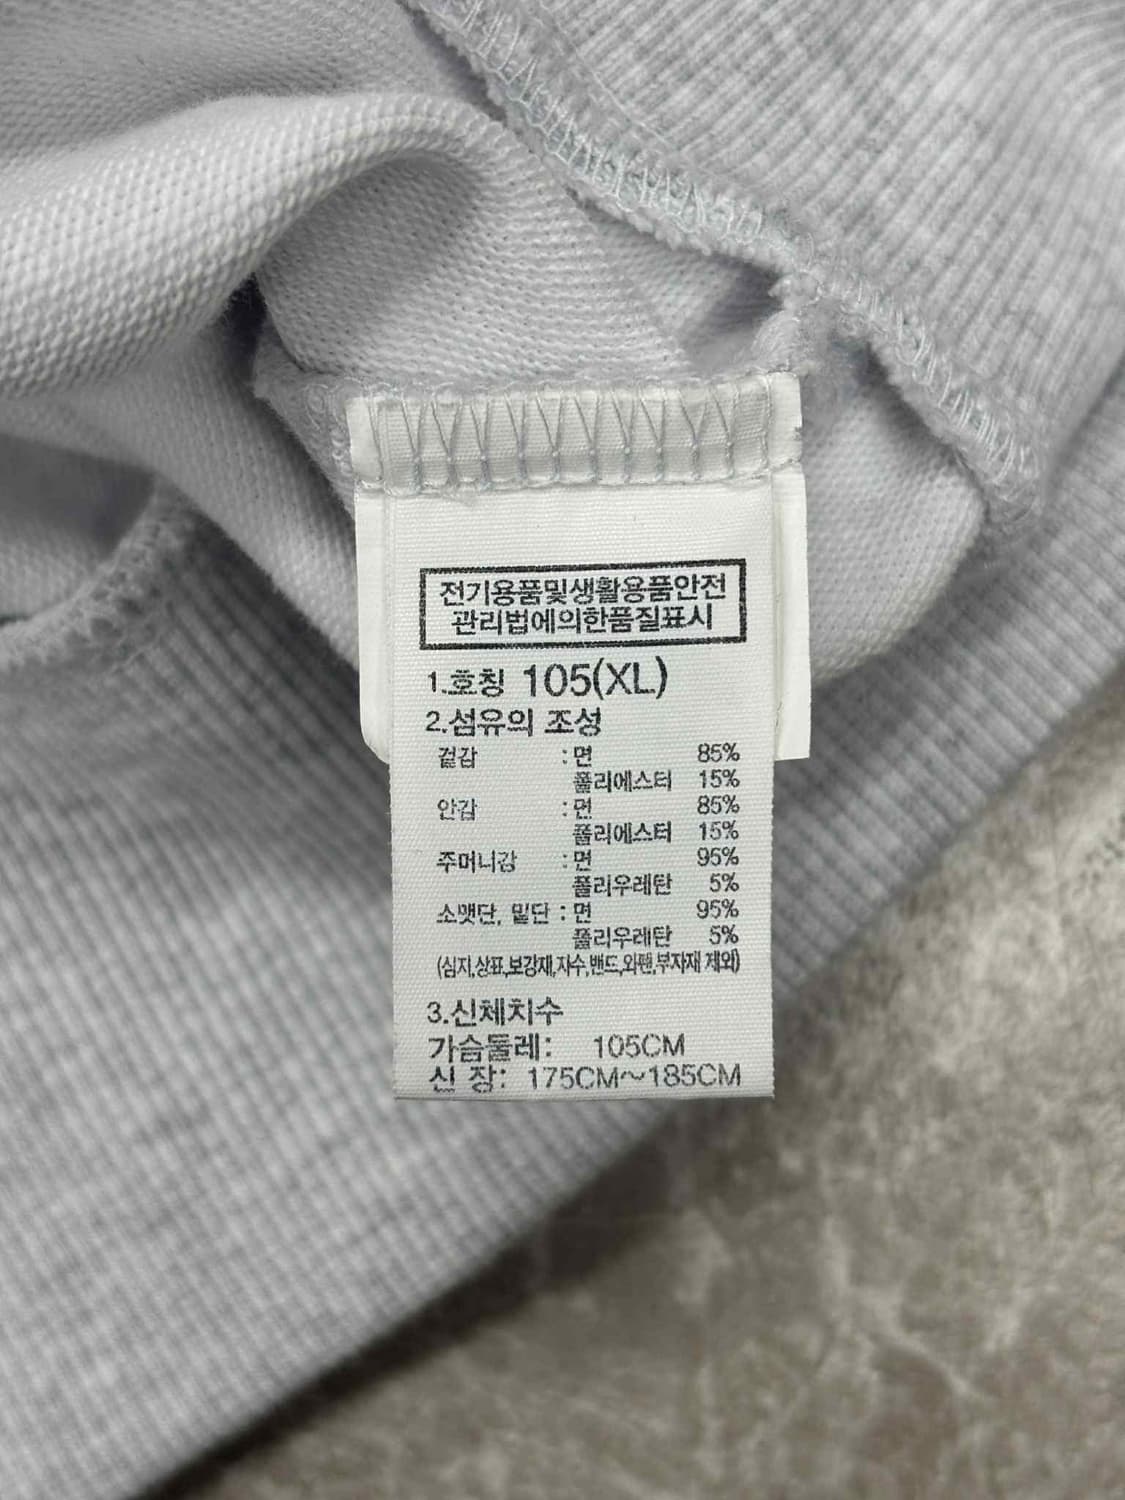 전기용품및생활용품안전
관리법에의한품질표시
1.호칭 105(XL)
2.섬유의 조성
겉감 : 면 85%
폴리에스터 15%
안감 : 면 85%
폴리에스터 15%
주머니감 : 면 95%
폴리우레탄 5%
소맷단, 밑단 : 면 95%
폴리우레탄 5%
(심지,상표,보강재,자수,밴드,와펜,부자재 제외)
3.신체치수
가슴둘레: 105CM
신 장: 175CM~185CM